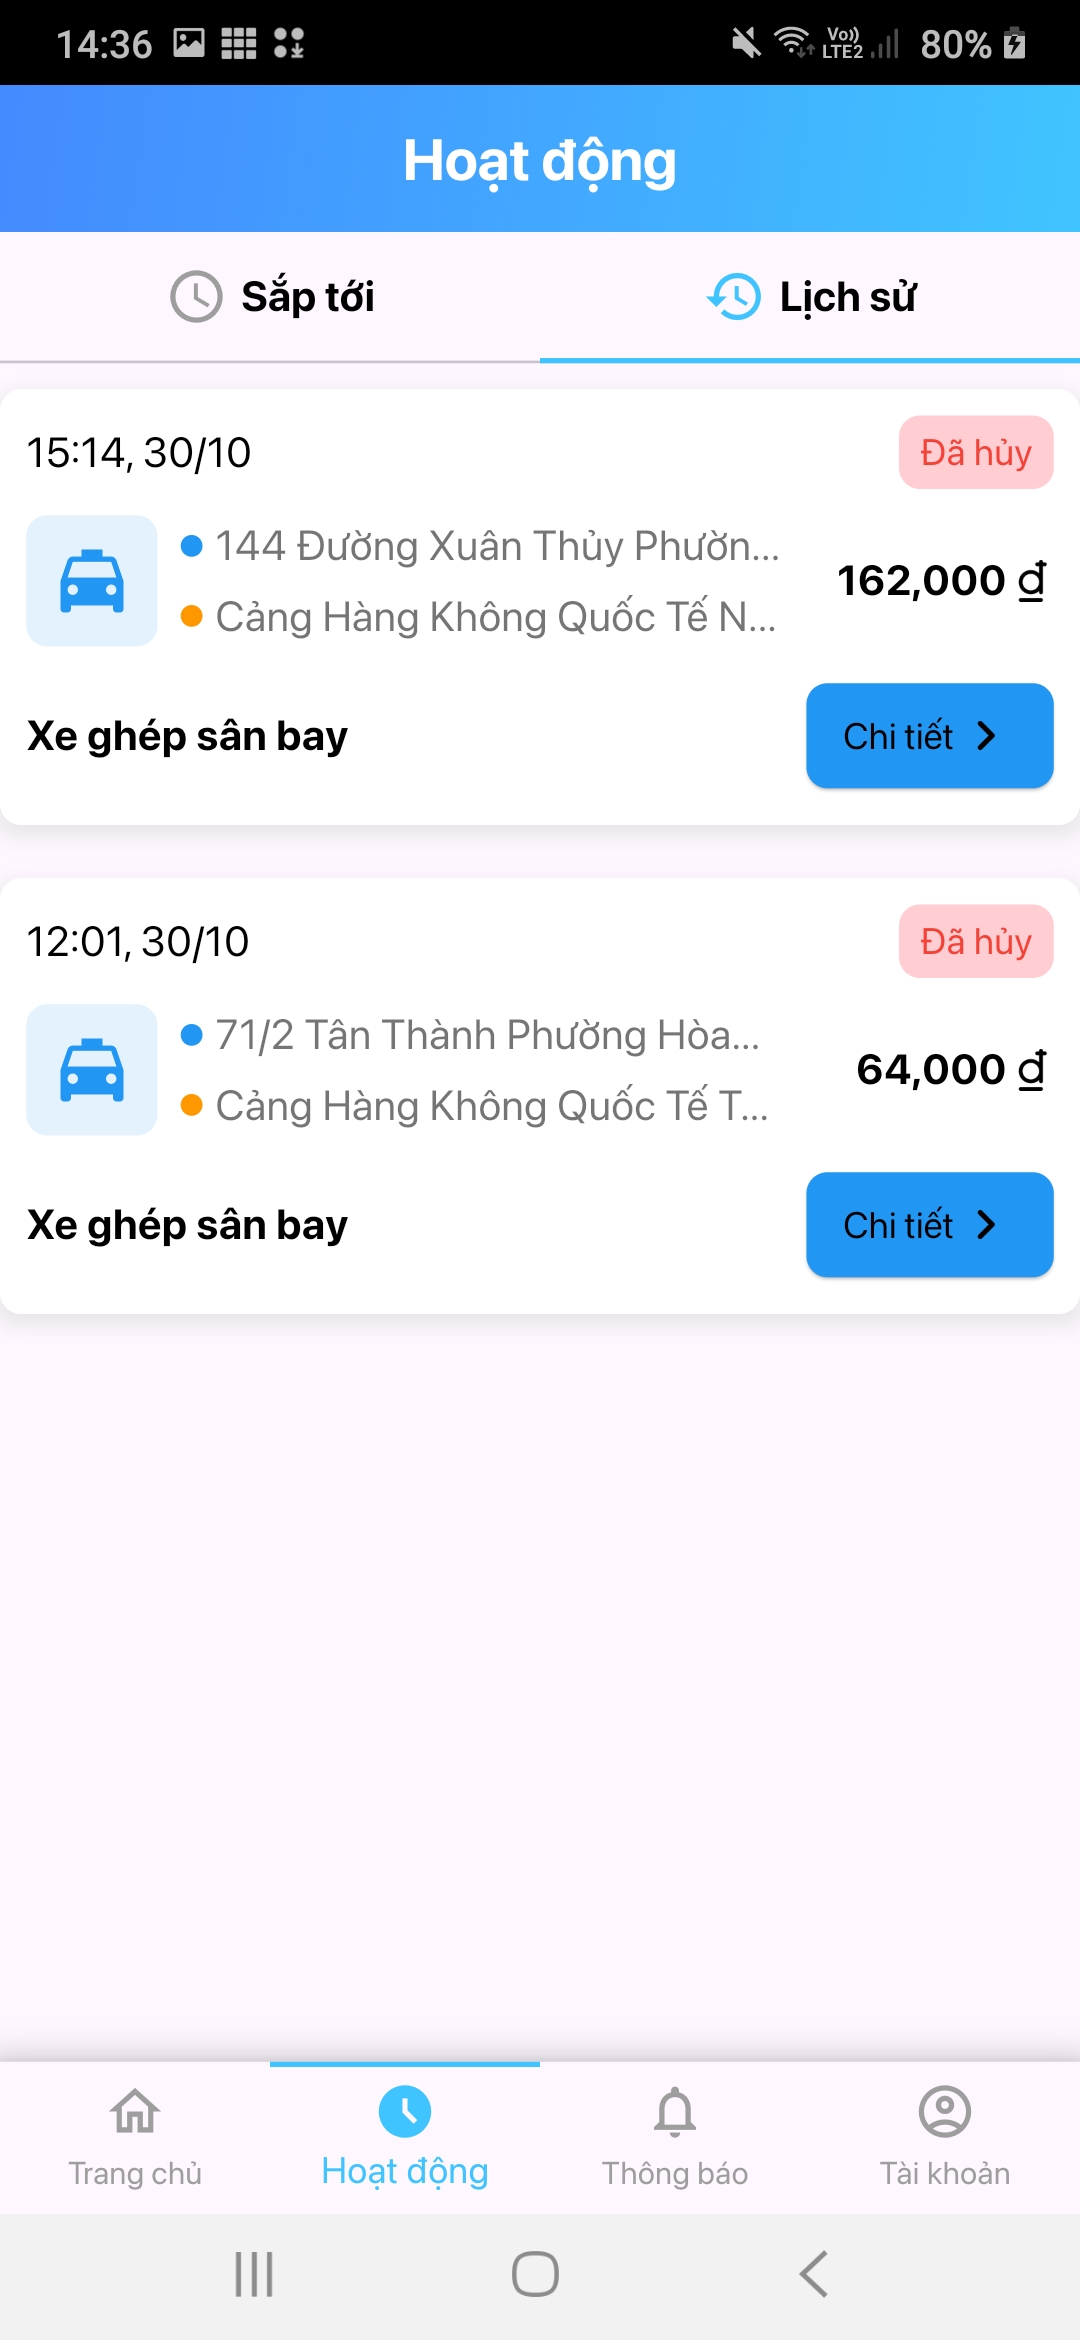 14:36
Vo)) LTE2 80%
Hoạt động
Sắp tới
Lịch sử
15:14, 30/10
Đã hủy
144 Đường Xuân Thủy Phườn...
Cảng Hàng Không Quốc Tế N...
162,000 ₫
Xe ghép sân bay
Chi tiết
12:01, 30/10
Đã hủy
71/2 Tân Thành Phường Hòa...
Cảng Hàng Không Quốc Tế T...
64,000 ₫
Xe ghép sân bay
Chi tiết
Trang chủ
Hoạt động
Thông báo
Tài khoản